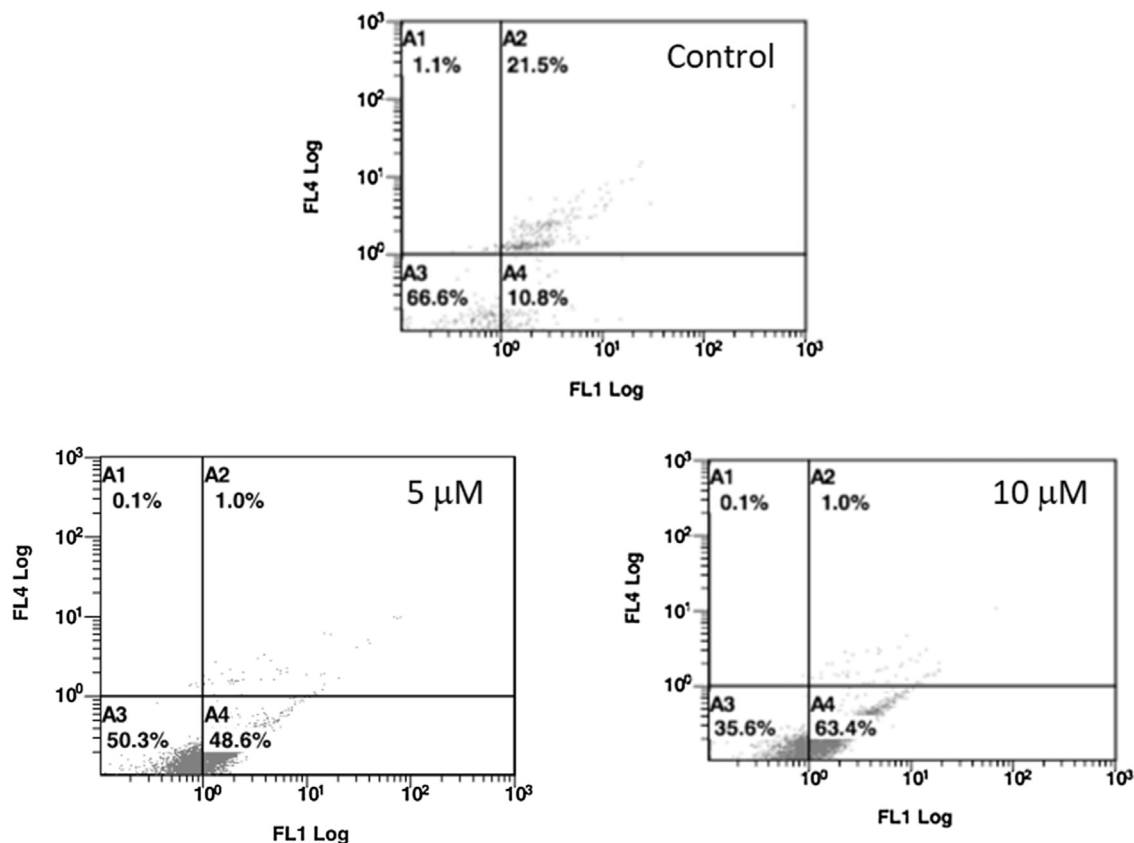 10³
A1
1.1%
A2
21.5%
Control
10²
FL4 Log
10¹
10⁰
A3
66.6%
A4
10.8%
10⁰
10¹
10²
10³
FL1 Log
10³
A1
0.1%
A2
1.0%
5 μM
10²
FL4 Log
10¹
10⁰
A3
50.3%
A4
48.6%
10⁰
10¹
10²
10³
FL1 Log
10³
A1
0.1%
A2
1.0%
10 μM
10²
FL4 Log
10¹
10⁰
A3
35.6%
A4
63.4%
10⁰
10¹
10²
10³
FL1 Log